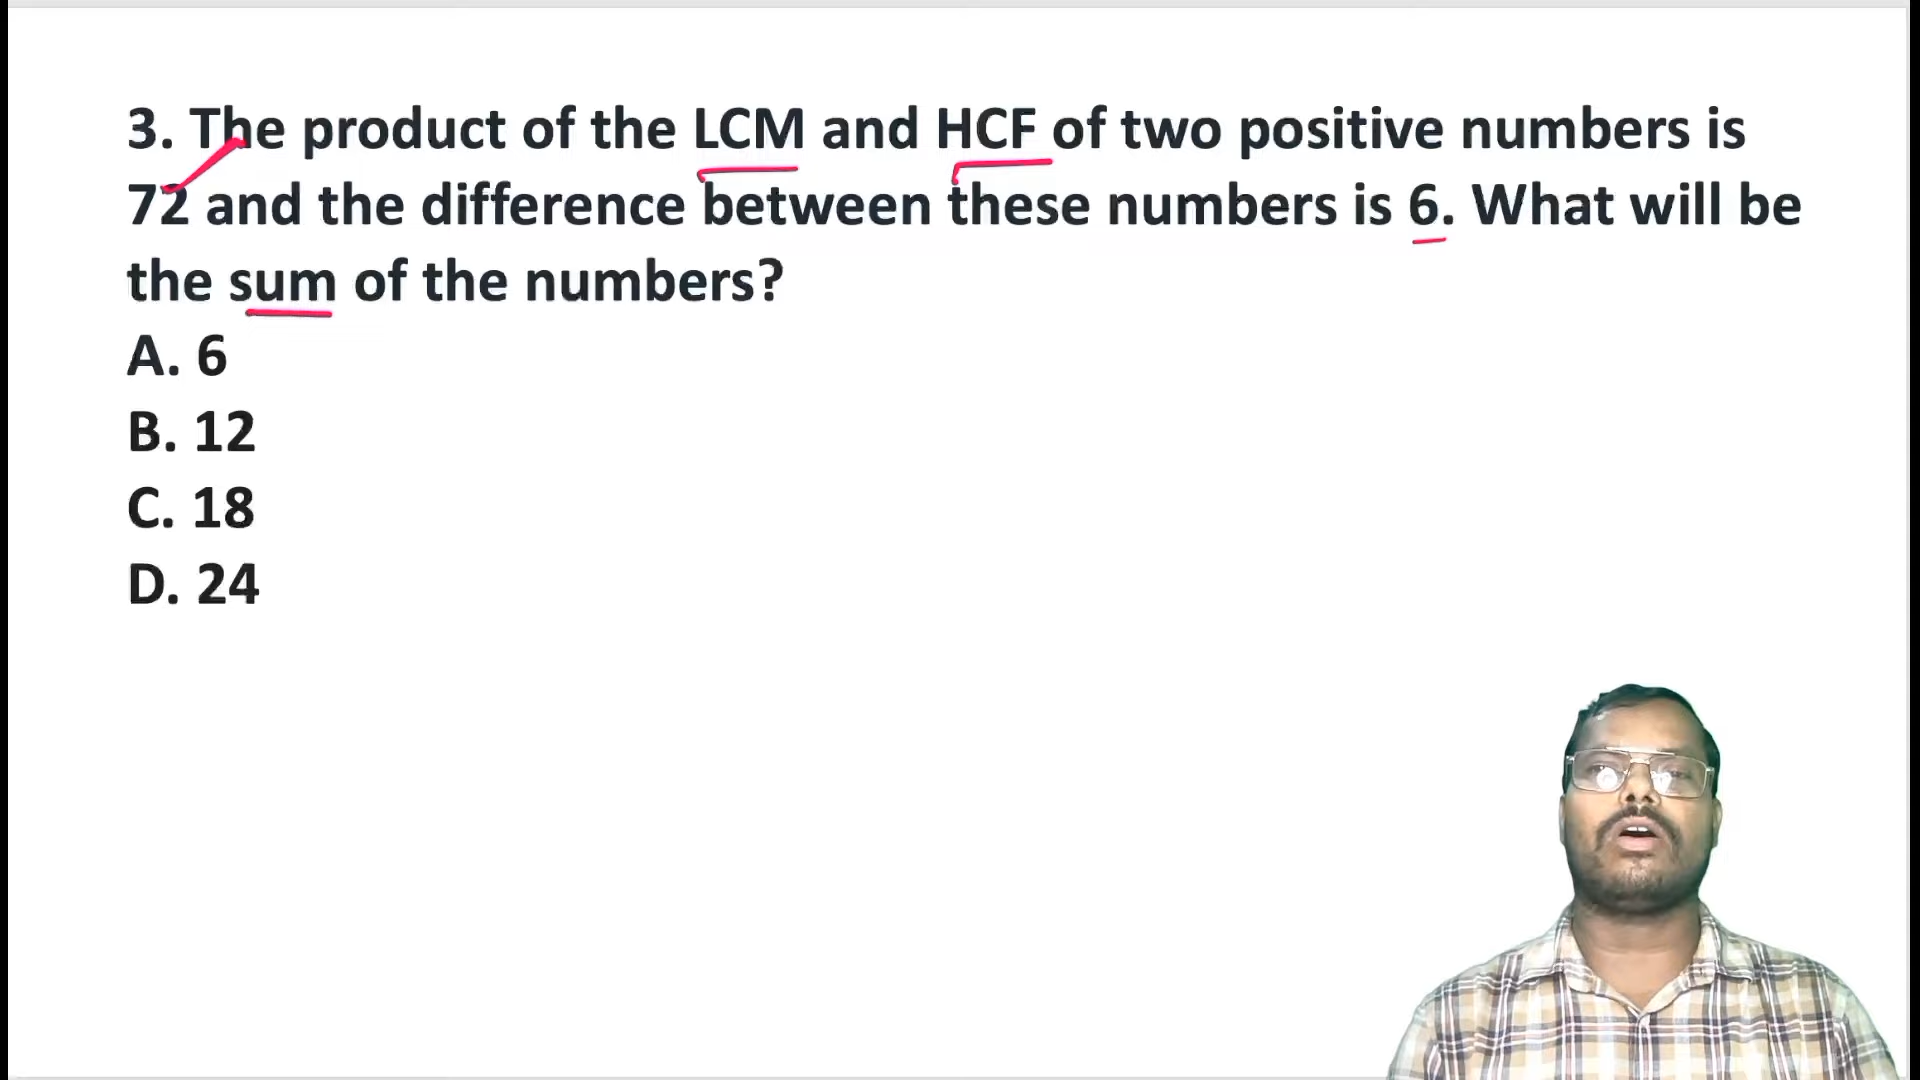 3. The product of the LCM and HCF of two positive numbers is
72 and the difference between these numbers is 6. What will be
the sum of the numbers?
A. 6
B. 12
C. 18
D. 24